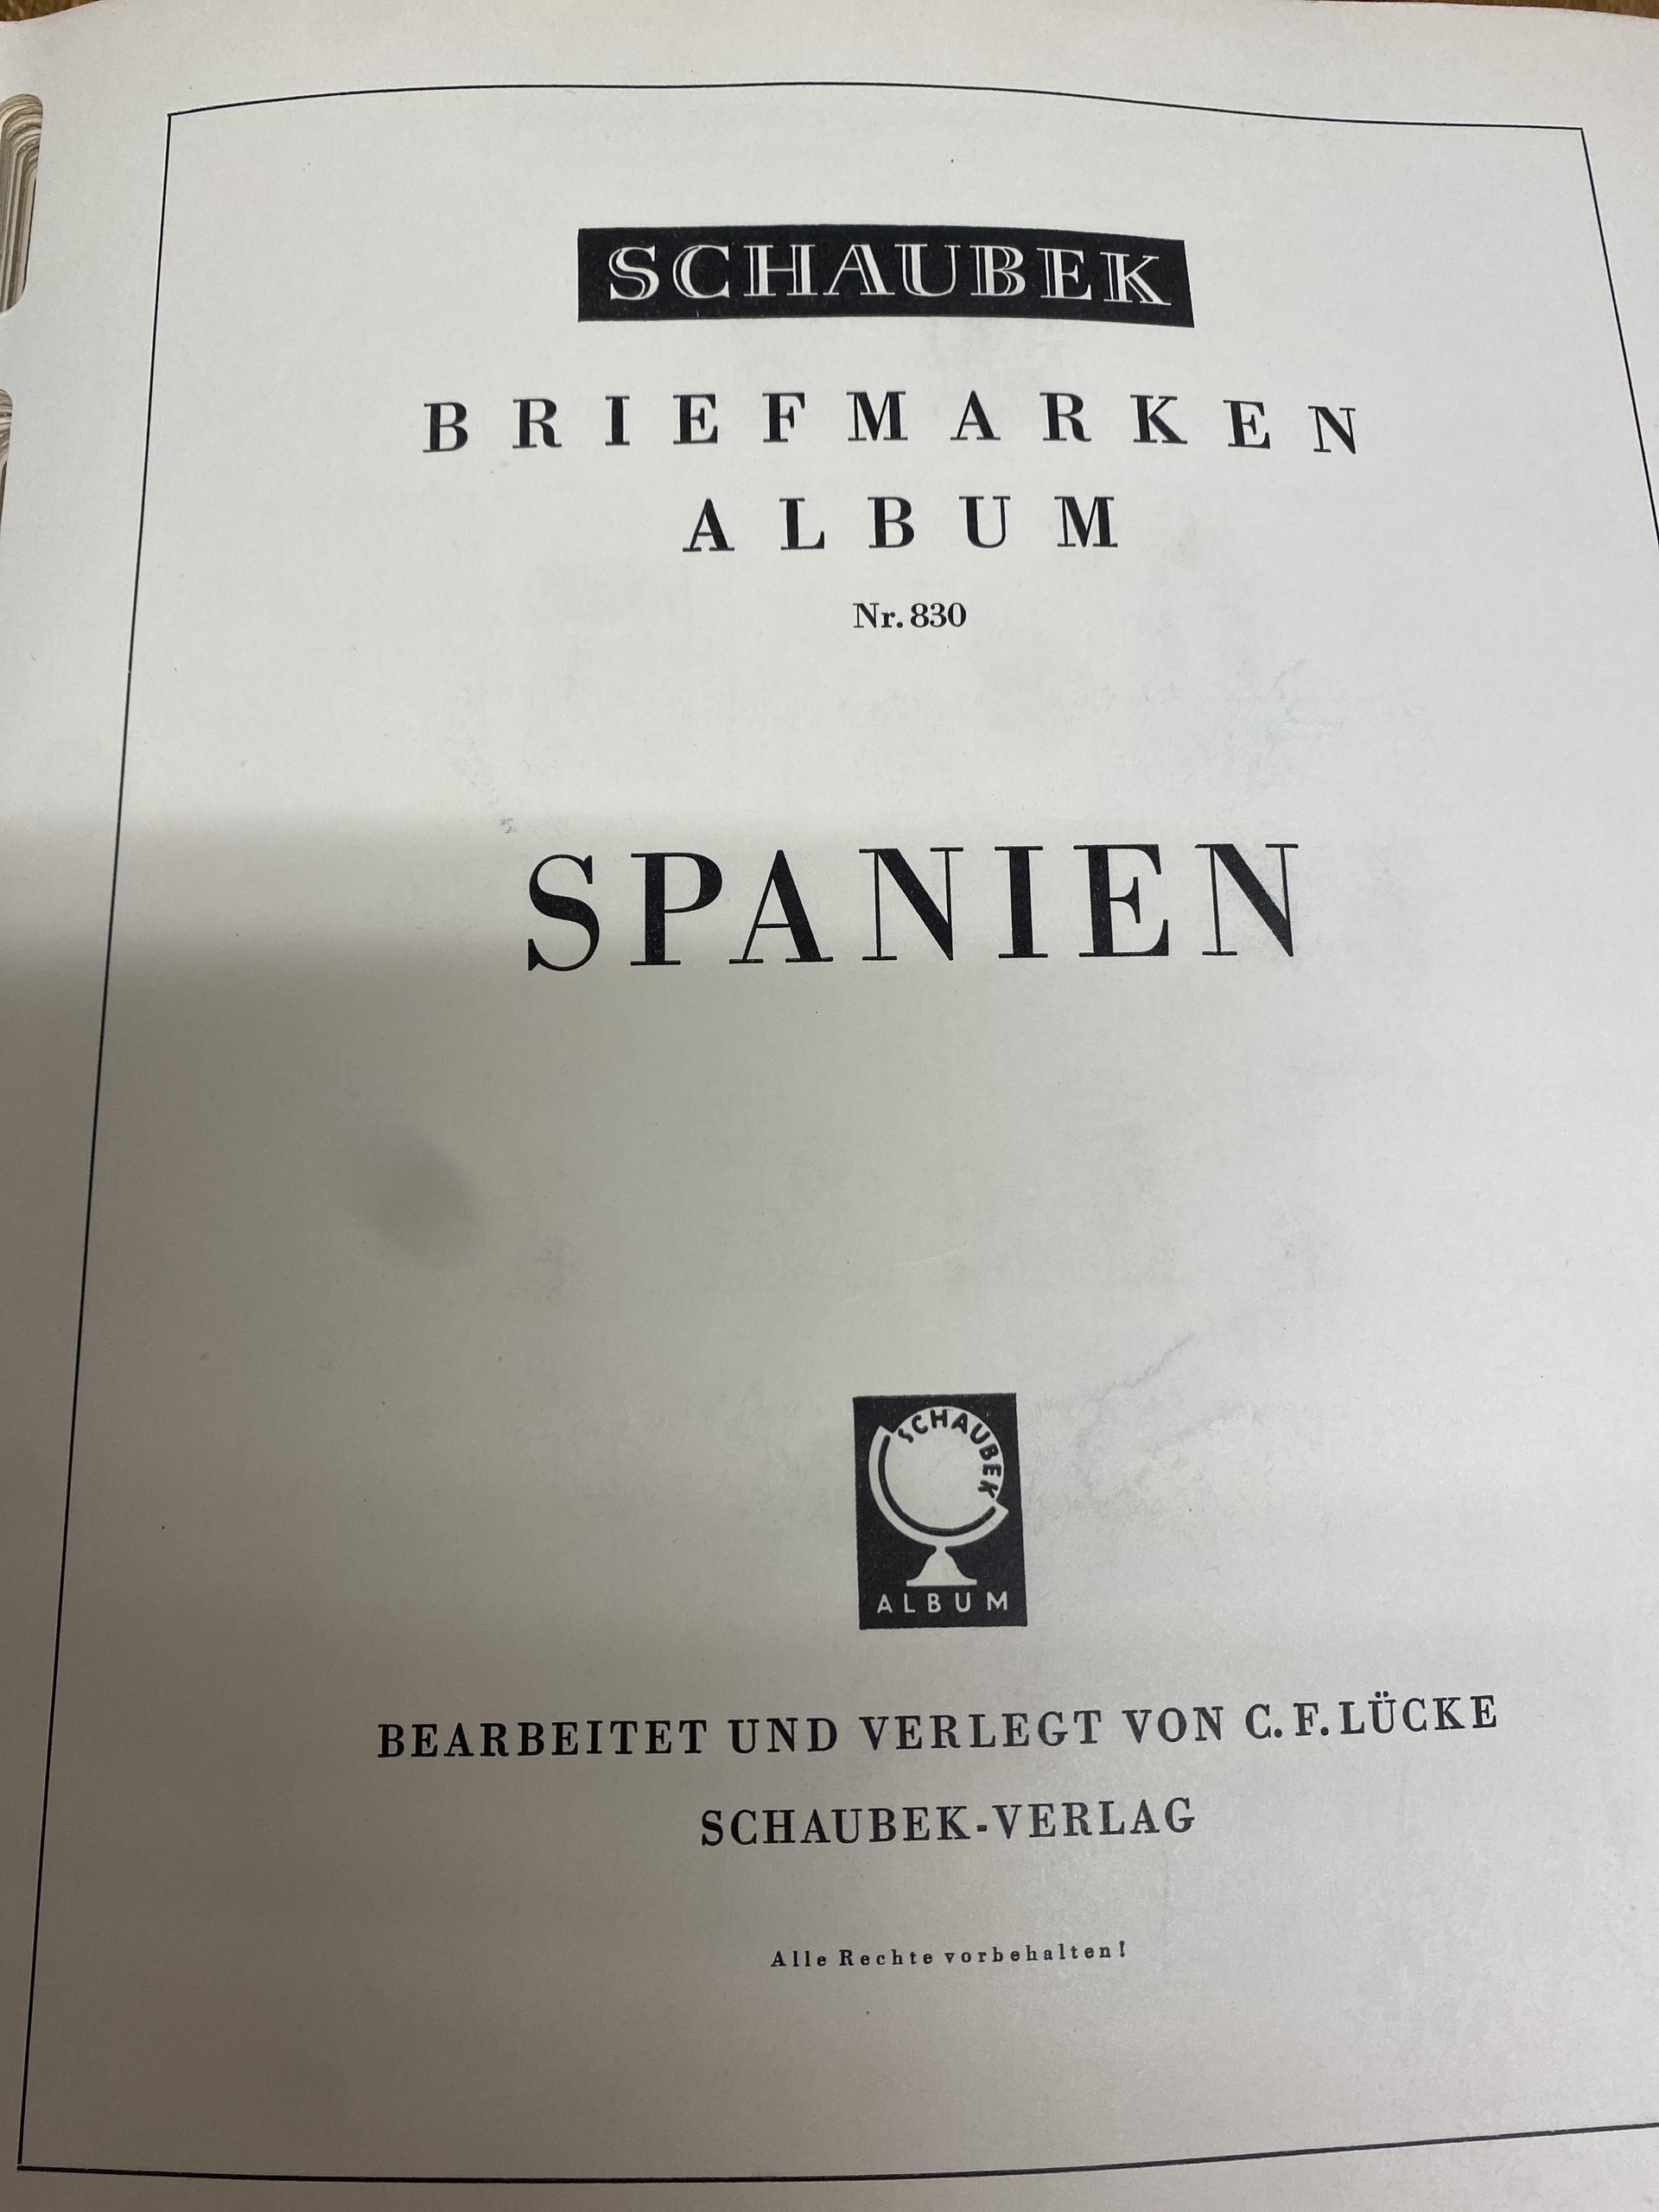 SCHAUBEK
BRIEFMARKEN
ALBUM
Nr. 830
SPANIEN
SCHAUBEK
ALBUM
BEARBEITET UND VERLEGT VON C. F. LÜCKE
SCHAUBEK-VERLAG
Alle Rechte vorbehalten!